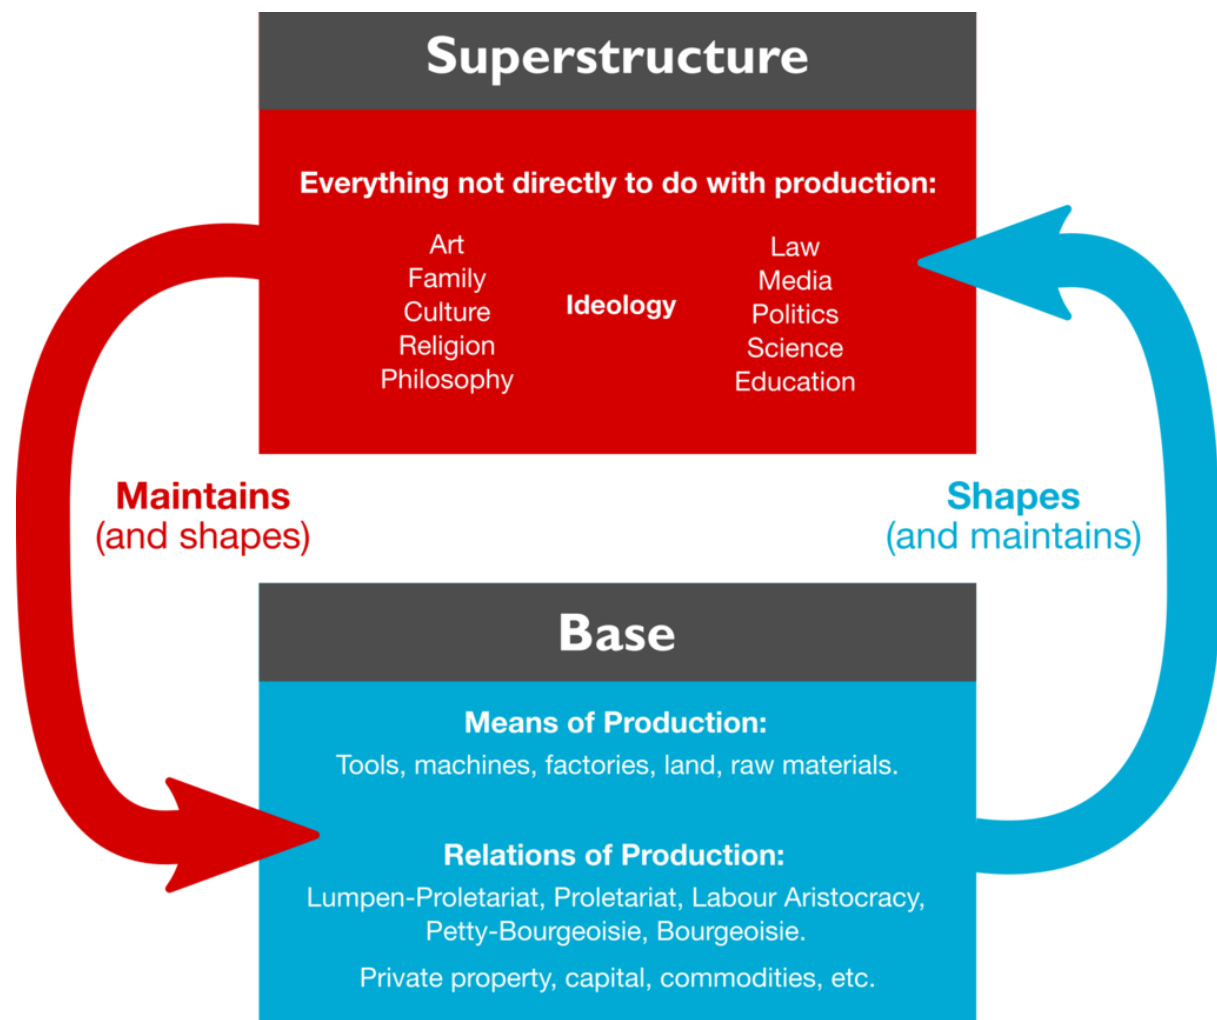 Superstructure
Everything not directly to do with production:
Art
Family
Culture
Religion
Philosophy
Ideology
Law
Media
Politics
Science
Education
Maintains
(and shapes)
Shapes
(and maintains)
Base
Means of Production:
Tools, machines, factories, land, raw materials.
Relations of Production:
Lumpen-Proletariat, Proletariat, Labour Aristocracy,
Petty-Bourgeoisie, Bourgeoisie.
Private property, capital, commodities, etc.